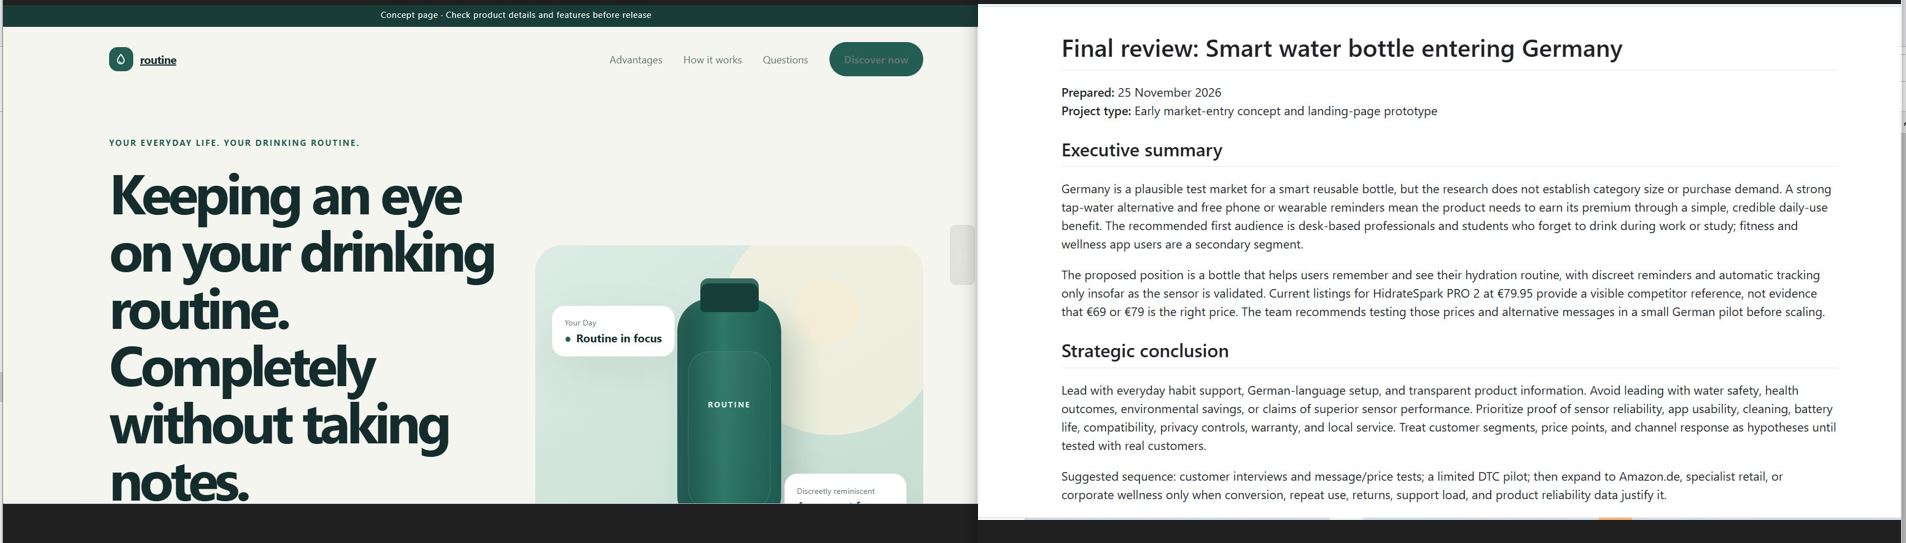 Concept page · Check product details and features before release
routine
Advantages
How it works
Questions
Discover now
YOUR EVERYDAY LIFE. YOUR DRINKING ROUTINE.
Keeping an eye
on your drinking
routine.
Completely
without taking
notes.
Your Day
Routine in focus
ROUTINE
Discreetly reminiscent
Final review: Smart water bottle entering Germany
Prepared: 25 November 2026
Project type: Early market-entry concept and landing-page prototype
Executive summary
Germany is a plausible test market for a smart reusable bottle, but the research does not establish category size or purchase demand. A strong
tap-water alternative and free phone or wearable reminders mean the product needs to earn its premium through a simple, credible daily-use
benefit. The recommended first audience is desk-based professionals and students who forget to drink during work or study; fitness and
wellness app users are a secondary segment.
The proposed position is a bottle that helps users remember and see their hydration routine, with discreet reminders and automatic tracking
only insofar as the sensor is validated. Current listings for HidrateSpark PRO 2 at €79.95 provide a visible competitor reference, not evidence
that €69 or €79 is the right price. The team recommends testing those prices and alternative messages in a small German pilot before scaling.
Strategic conclusion
Lead with everyday habit support, German-language setup, and transparent product information. Avoid leading with water safety, health
outcomes, environmental savings, or claims of superior sensor performance. Prioritize proof of sensor reliability, app usability, cleaning, battery
life, compatibility, privacy controls, warranty, and local service. Treat customer segments, price points, and channel response as hypotheses until
tested with real customers.
Suggested sequence: customer interviews and message/price tests; a limited DTC pilot; then expand to Amazon.de, specialist retail, or
corporate wellness only when conversion, repeat use, returns, support load, and product reliability data justify it.